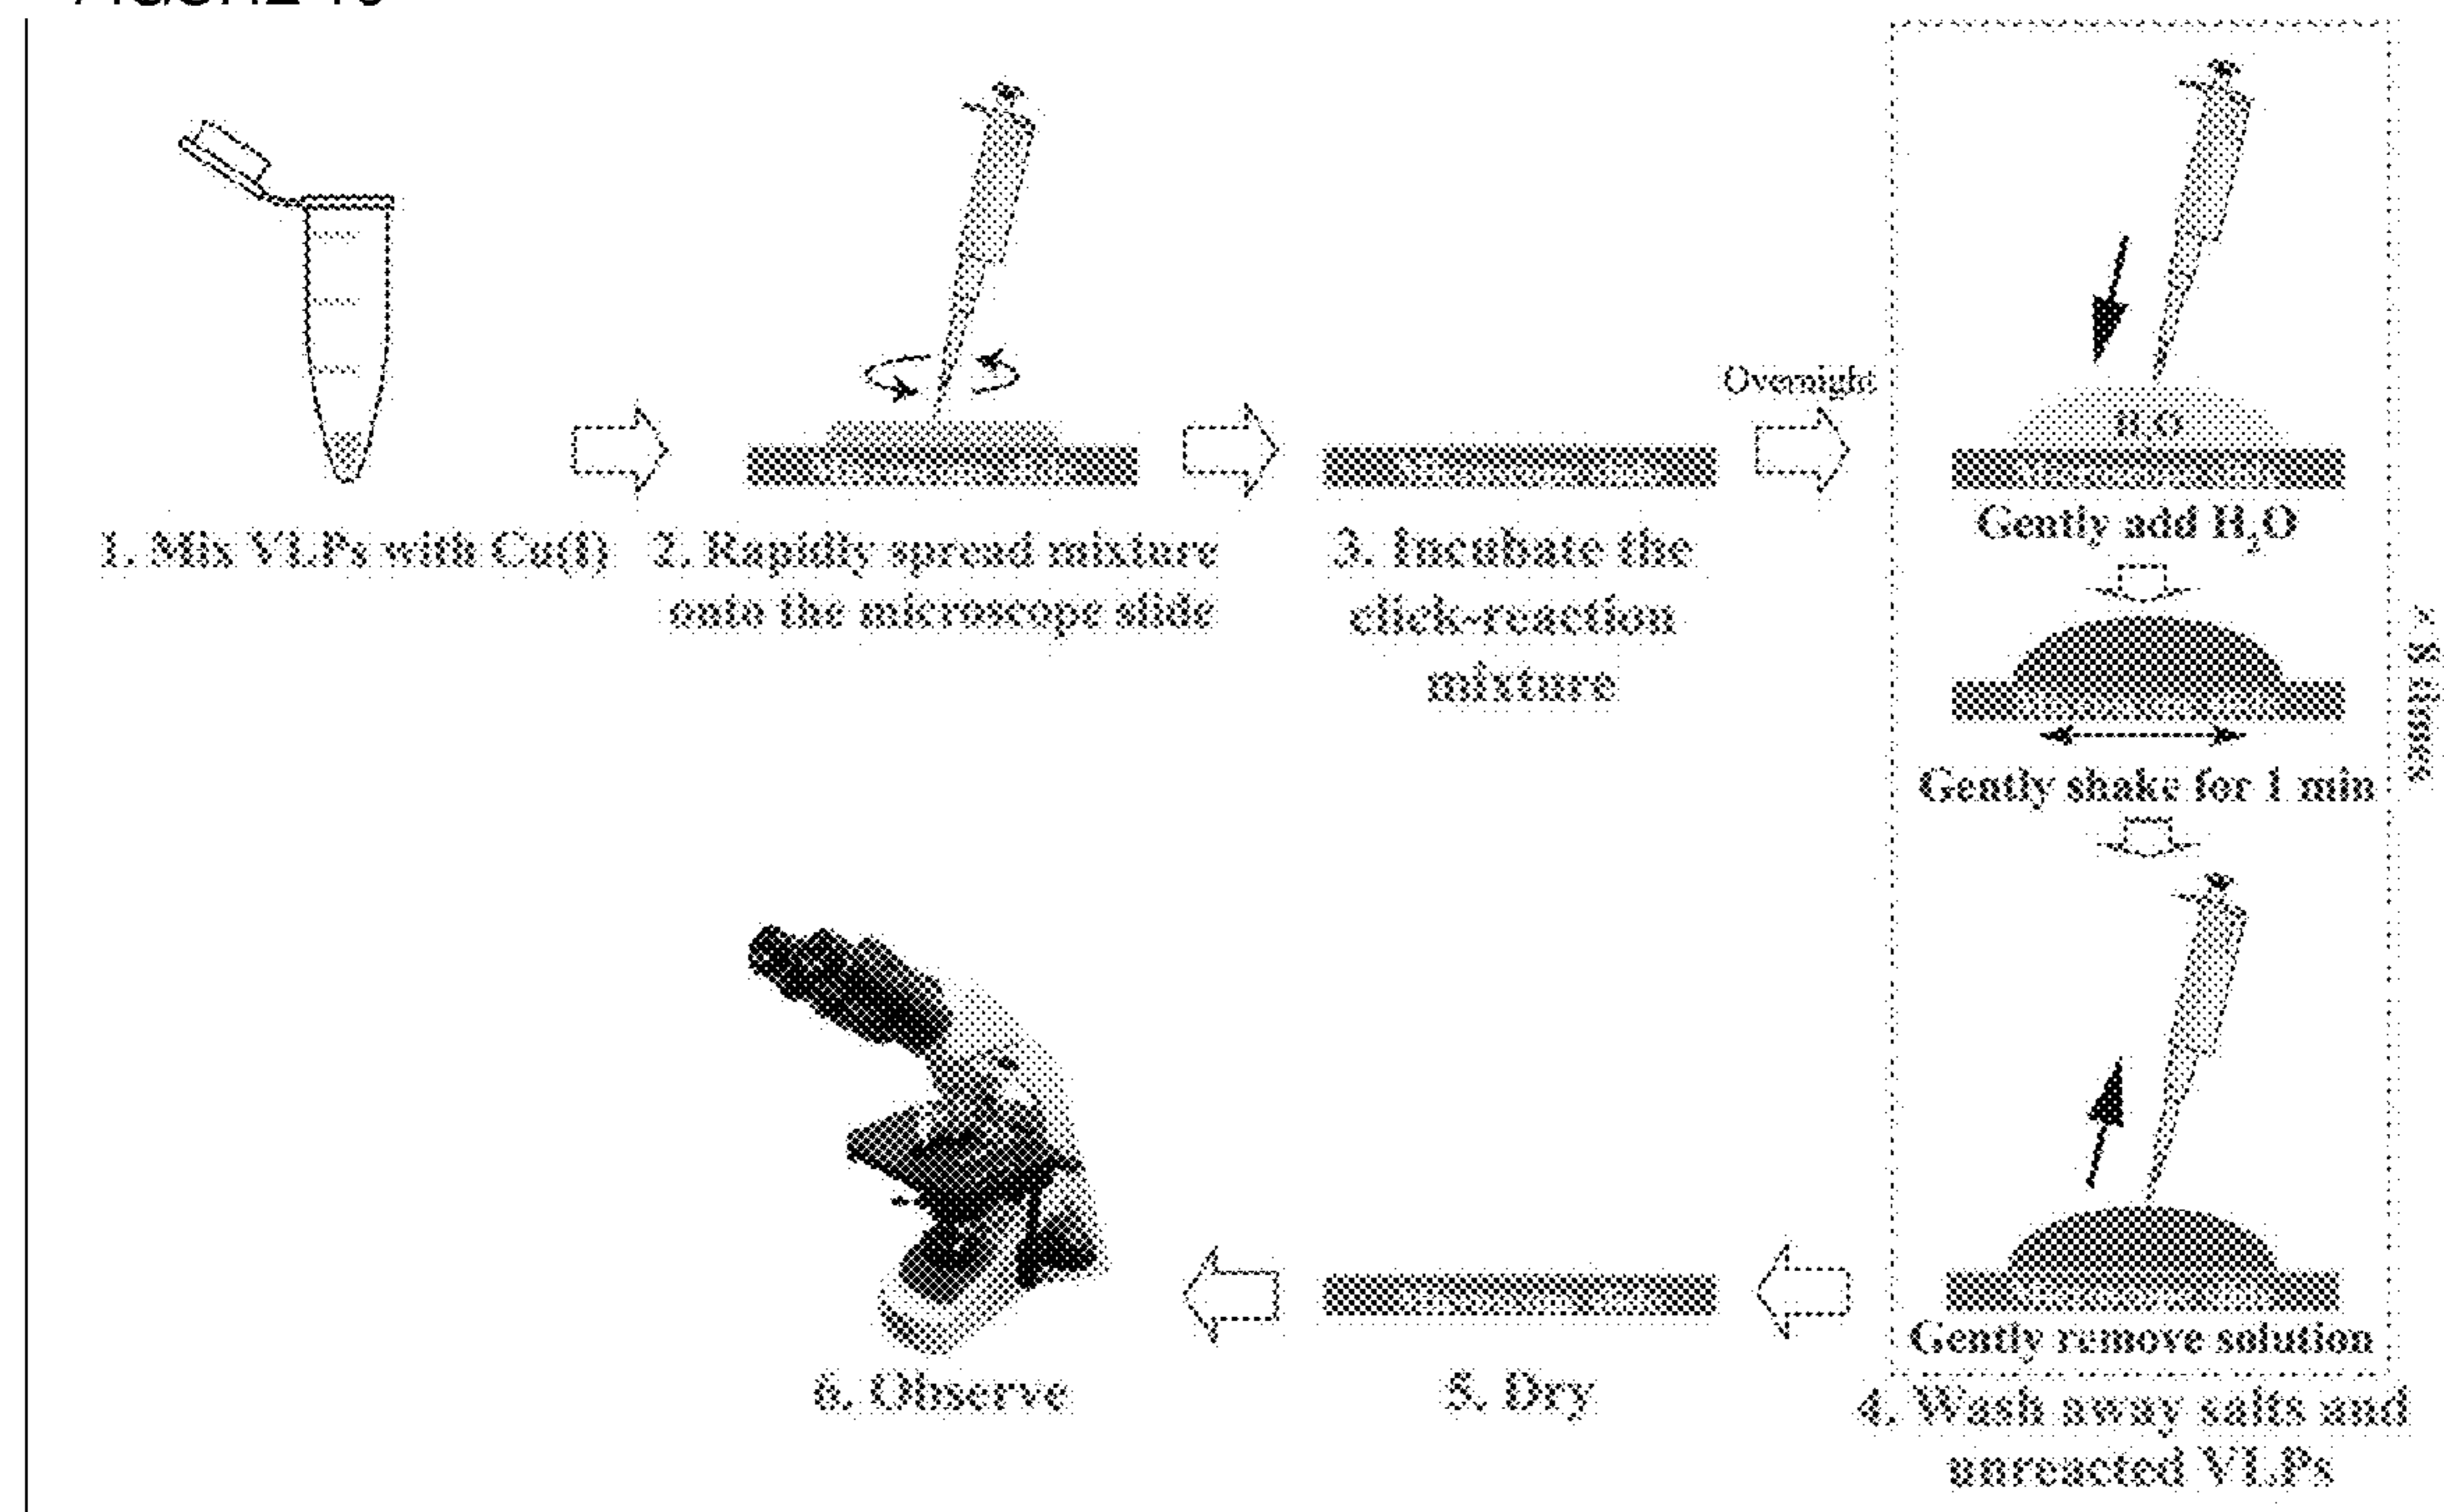 1. Mix VLPs with Cu(I)
2. Rapidly spread mixture
onto the microscope slide
3. Incubate the
click-reaction
mixture
Overnight
H₂O
Gently add H₂O
Gently shake for 1 min
Gently remove solution
4. Wash away salts and
unreacted VLPs
5. Dry
6. Observe